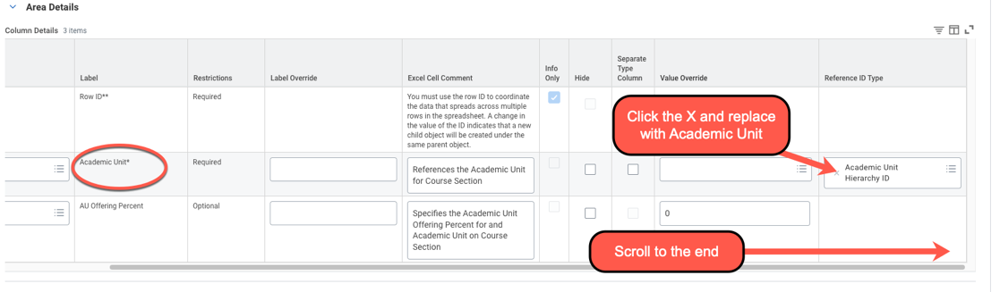 Area Details
Column Details 3 items
Label
Restrictions
Label Override
Excel Cell Comment
Info
Only
Hide
Separate
Type
Column
Value Override
Reference ID Type
Row ID**
Required
You must use the row ID to coordinate
the data that spreads across multiple
rows in the spreadsheet. A change in
the value of the ID indicates that a new
child object will be created under the
same parent object.
Click the X and replace
with Academic Unit
Academic Unit*
Required
References the Academic Unit
for Course Section
Academic Unit
Hierarchy ID
AU Offering Percent
Optional
Specifies the Academic Unit
Offering Percent for and
Academic Unit on Course
Section
0
Scroll to the end